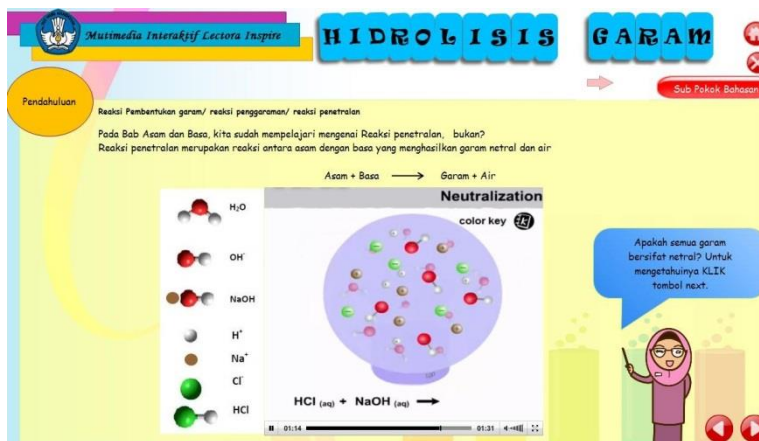 Mutimedia Interaktif Lectora Inspire
HIDROLISIS GARAM
Sub Pokok Bahasan
Pendahuluan
Reaksi Pembentukan garam/ reaksi penggaraman/ reaksi penetralan
Pada Bab Asam dan Basa, kita sudah mempelajari mengenai Reaksi penetralan, bukan?
Reaksi penetralan merupakan reaksi antara asam dengan basa yang menghasilkan garam netral dan air
Asam + Basa ⟶ Garam + Air
Neutralization
color key
H₂O
OH⁻
NaOH
H⁺
Na⁺
Cl⁻
HCl
HCl (aq) + NaOH (aq) ⟶
01:14
01:31
Apakah semua garam
bersifat netral? Untuk
mengetahuinya KLIK
tombol next.